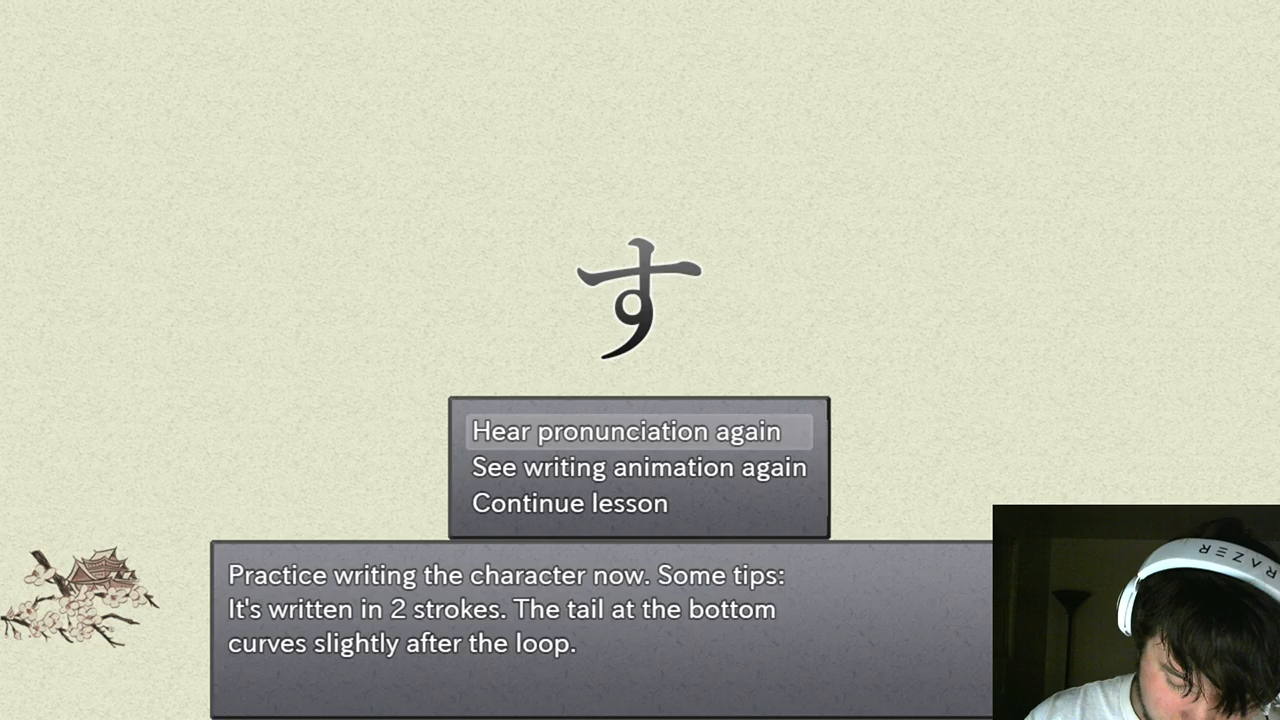 す
Hear pronunciation again
See writing animation again
Continue lesson
Practice writing the character now. Some tips:
It's written in 2 strokes. The tail at the bottom
curves slightly after the loop.
RAZER